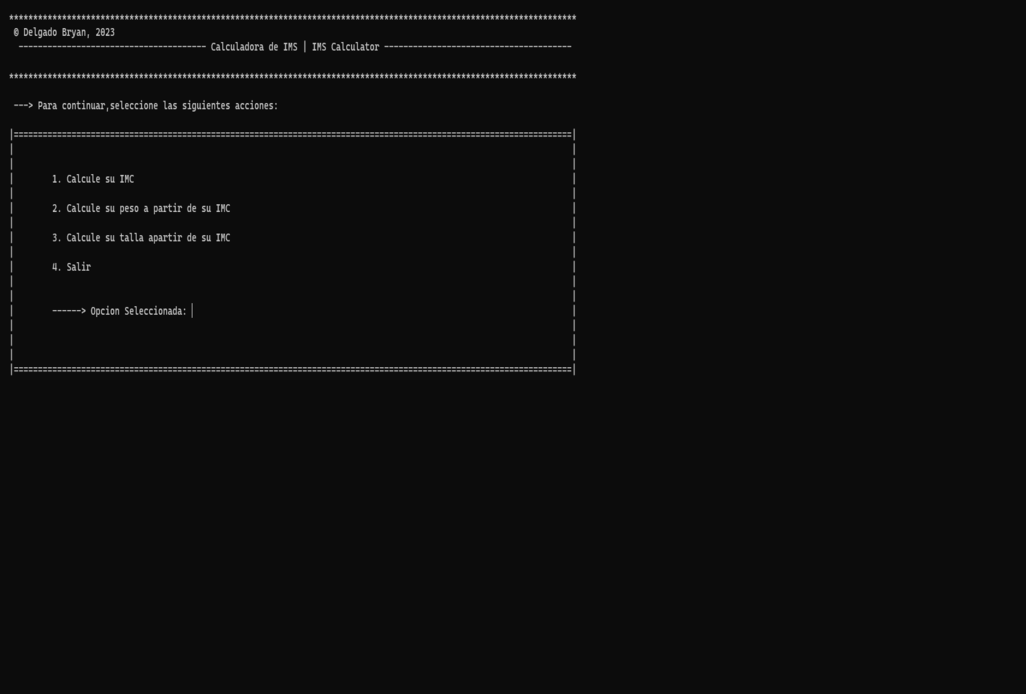 **********************************************************************************************************************
© Delgado Bryan, 2023
--------------------------------------- Calculadora de IMS | IMS Calculator ---------------------------------------
**********************************************************************************************************************
---> Para continuar,seleccione las siguientes acciones:
|====================================================================================================================|
1. Calcule su IMC
2. Calcule su peso a partir de su IMC
3. Calcule su talla apartir de su IMC
4. Salir
------> Opcion Seleccionada:
|====================================================================================================================|